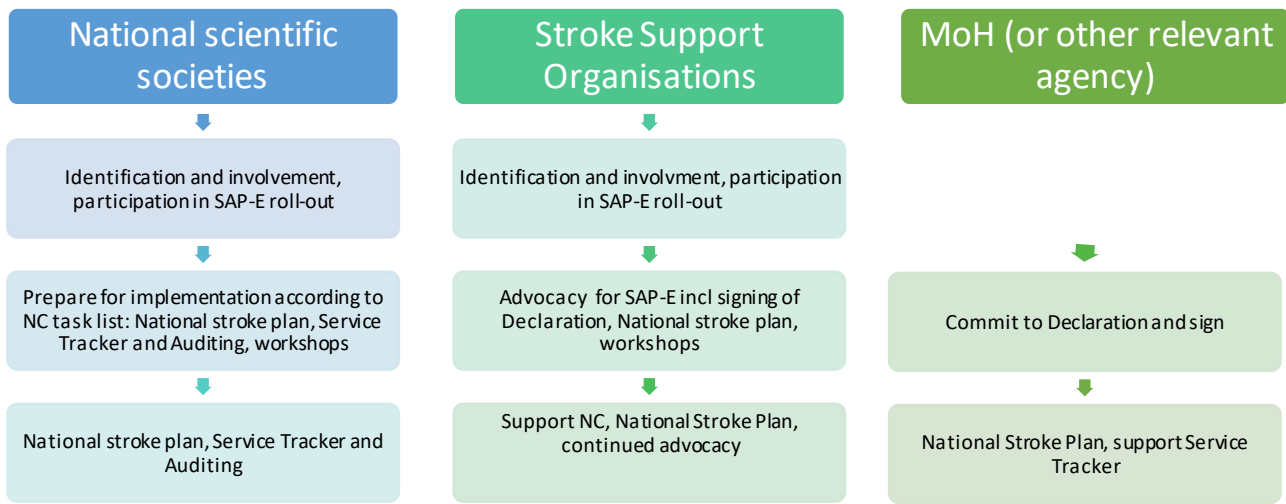 National scientific
societies
Identification and involvement,
participation in SAP-E roll-out
Prepare for implementation according to
NC task list: National stroke plan, Service
Tracker and Auditing, workshops
National stroke plan, Service Tracker and
Auditing
Stroke Support
Organisations
Identification and involvment, participation
in SAP-E roll-out
Advocacy for SAP-E incl signing of
Declaration, National stroke plan,
workshops
Support NC, National Stroke Plan,
continued advocacy
MoH (or other relevant
agency)
Commit to Declaration and sign
National Stroke Plan, support Service
Tracker